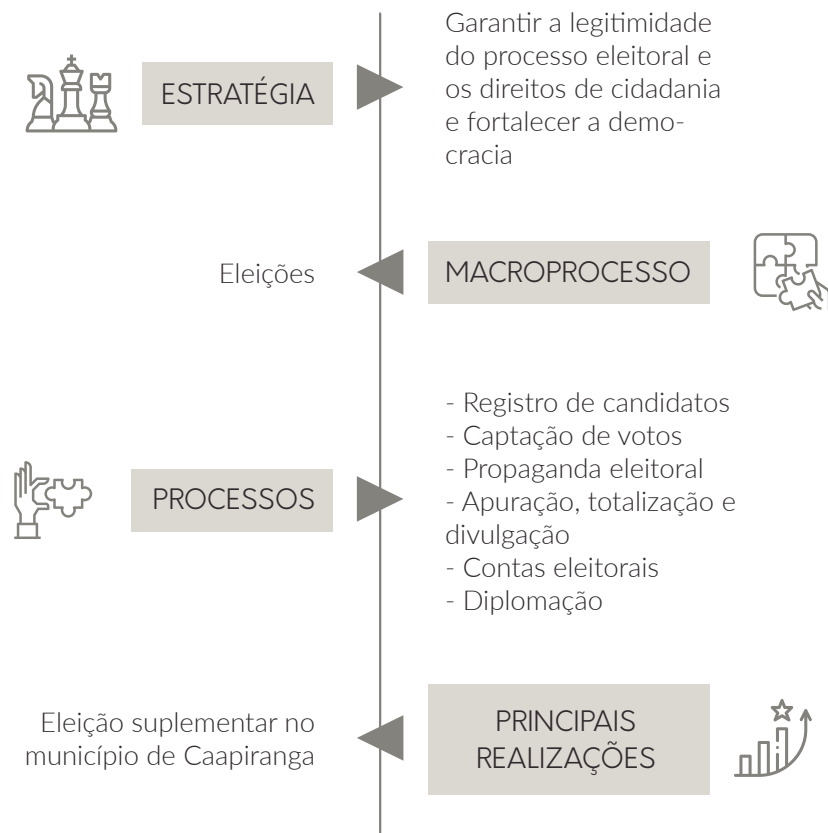 ESTRATÉGIA
Garantir a legitimidade
do processo eleitoral e
os direitos de cidadania
e fortalecer a demo-
cracia
MACROPROCESSO
Eleições
PROCESSOS
- Registro de candidatos
- Captação de votos
- Propaganda eleitoral
- Apuração, totalização e
divulgação
- Contas eleitorais
- Diplomação
PRINCIPAIS
REALIZAÇÕES
Eleição suplementar no
município de Caapiranga